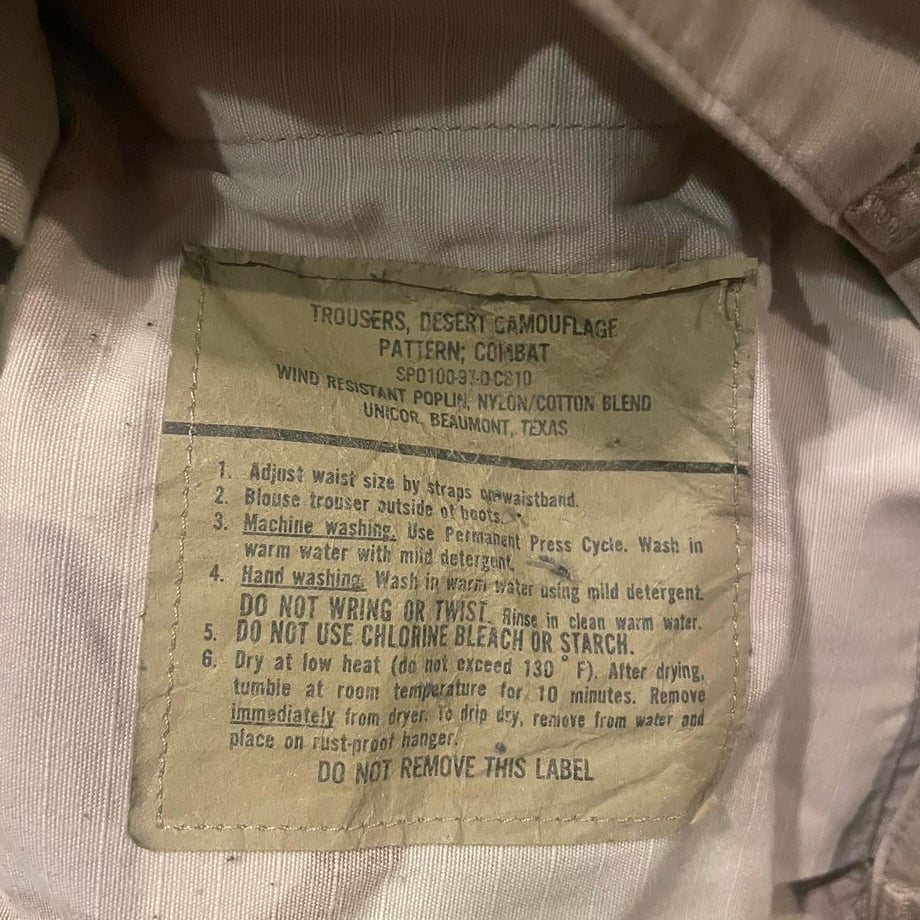 TROUSERS, DESERT CAMOUFLAGE
PATTERN; COMBAT
SPO100-97-D-C810
WIND RESISTANT POPLIN, NYLON/COTTON BLEND
UNICOR, BEAUMONT, TEXAS
1. Adjust waist size by straps on waistband.
2. Blouse trouser outside of boots.
3. Machine washing. Use Permanent Press Cycle. Wash in
warm water with mild detergent.
4. Hand washing. Wash in warm water using mild detergent.
DO NOT WRING OR TWIST. Rinse in clean warm water.
5. DO NOT USE CHLORINE BLEACH OR STARCH.
6. Dry at low heat (do not exceed 130° F). After drying,
tumble at room temperature for 10 minutes. Remove
immediately from dryer. To drip dry, remove from water and
place on rust-proof hanger.
DO NOT REMOVE THIS LABEL